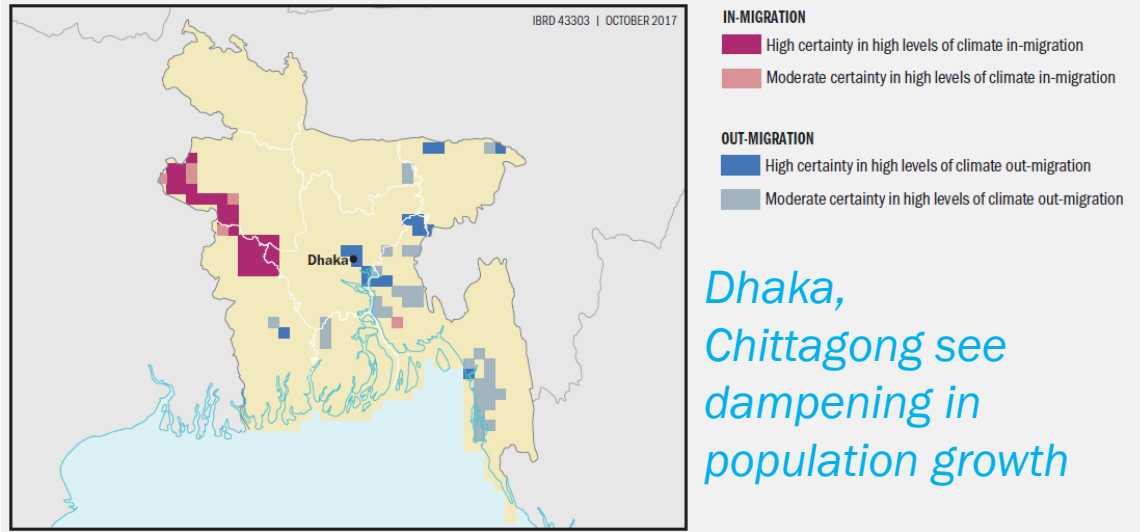 IBRD 43303 | OCTOBER 2017
Dhaka
IN-MIGRATION
High certainty in high levels of climate in-migration
Moderate certainty in high levels of climate in-migration
OUT-MIGRATION
High certainty in high levels of climate out-migration
Moderate certainty in high levels of climate out-migration
Dhaka,
Chittagong see
dampening in
population growth